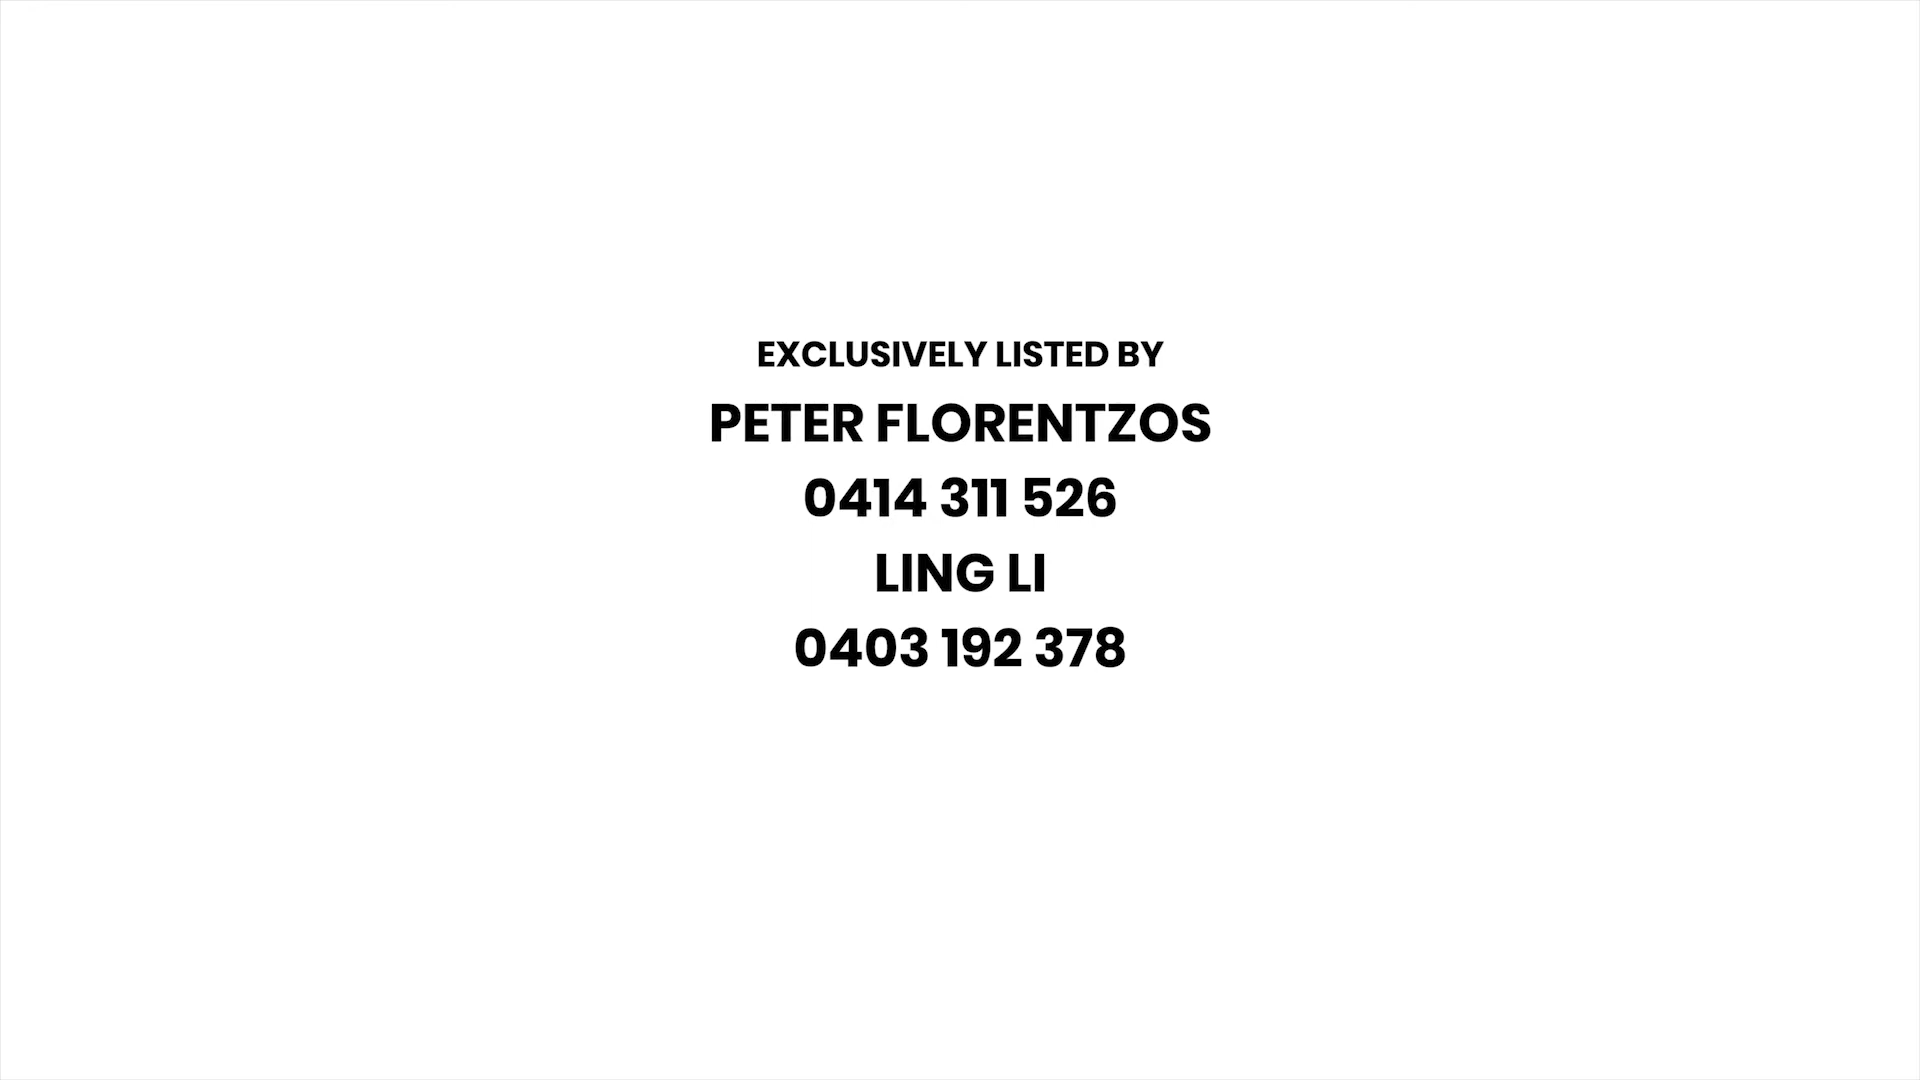 EXCLUSIVELY LISTED BY
PETER FLORENTZOS
0414 311 526
LING LI
0403 192 378